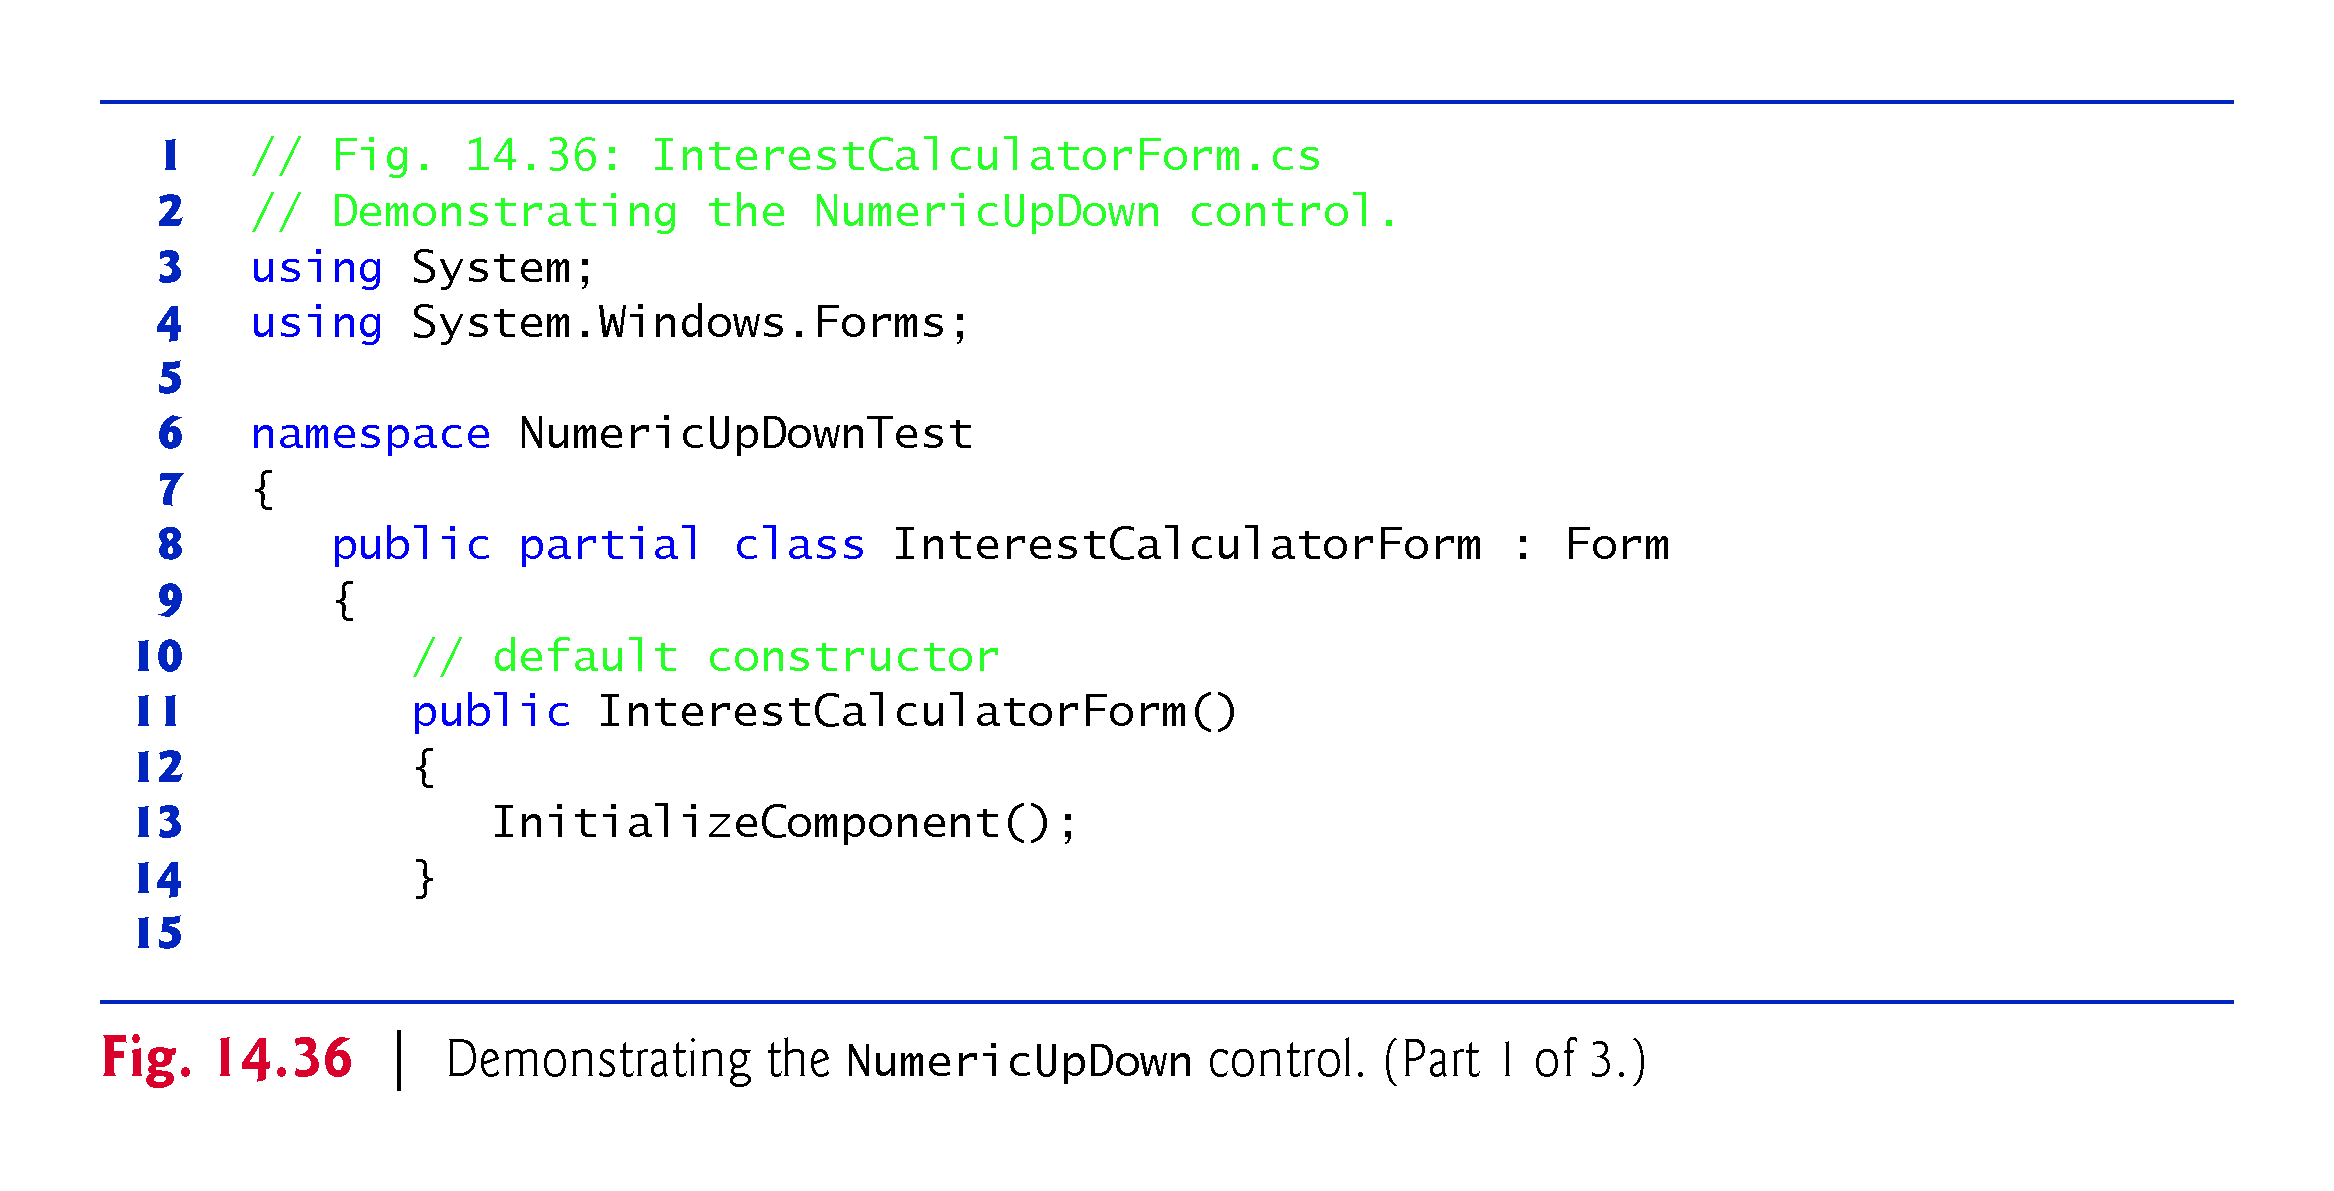 1 // Fig. 14.36: InterestCalculatorForm.cs
2 // Demonstrating the NumericUpDown control.
3 using System;
4 using System.Windows.Forms;
5
6 namespace NumericUpDownTest
7 {
8    public partial class InterestCalculatorForm : Form
9    {
10       // default constructor
11       public InterestCalculatorForm()
12       {
13          InitializeComponent();
14       }
15
Fig. 14.36 | Demonstrating the NumericUpDown control. (Part 1 of 3.)